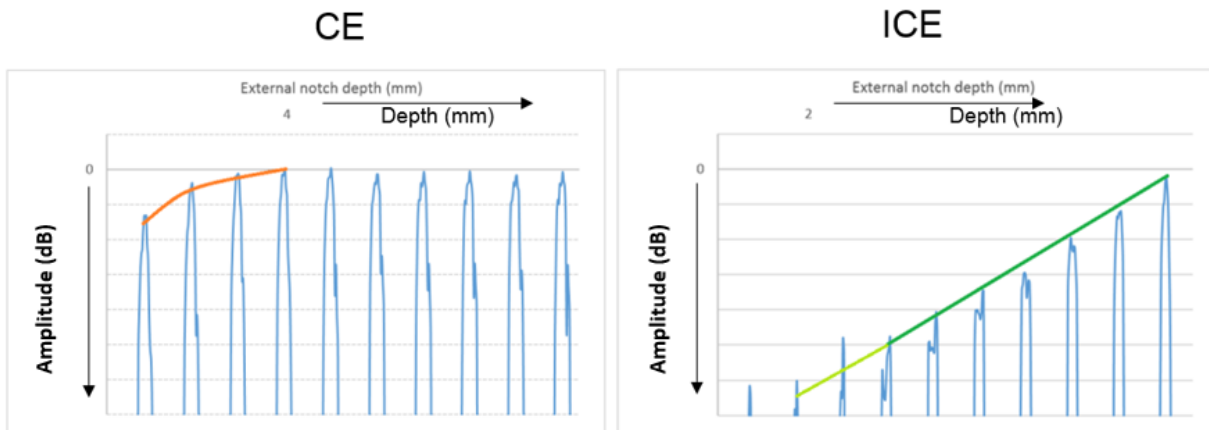 CE
External notch depth (mm)
4
Depth (mm)
0
Amplitude (dB)
ICE
External notch depth (mm)
2
Depth (mm)
0
Amplitude (dB)